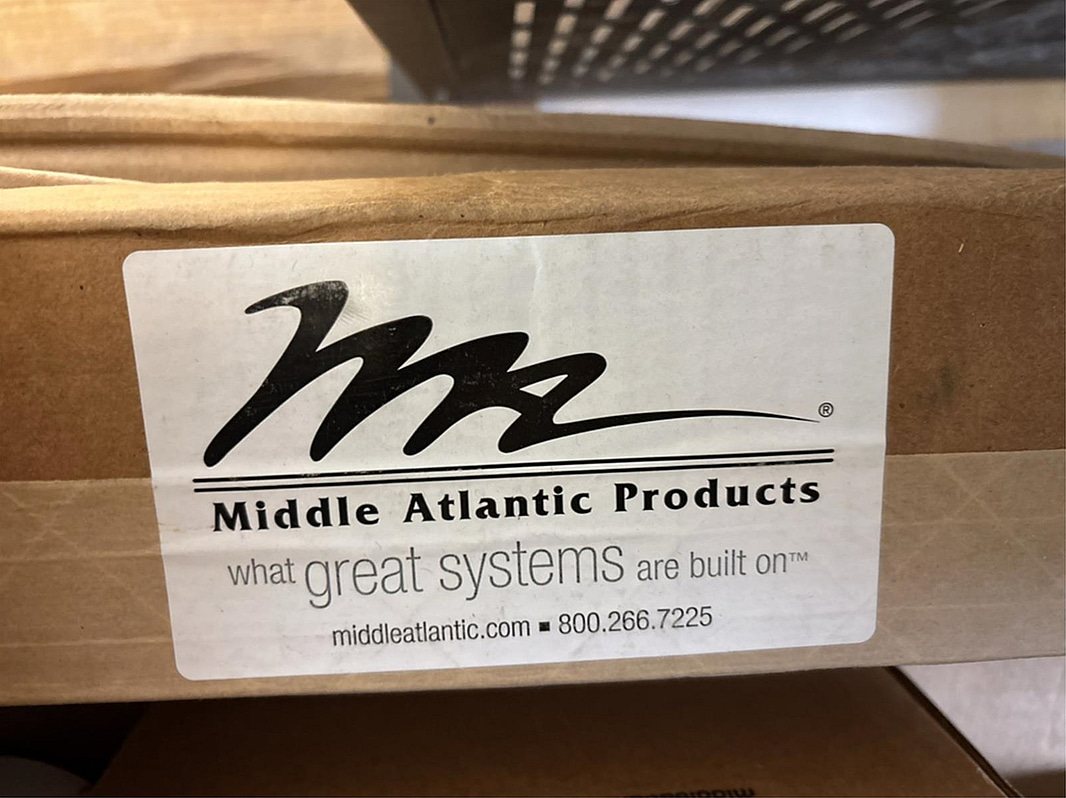 ®
Middle Atlantic Products
what great systems are built on™
middleatlantic.com ▪ 800.266.7225